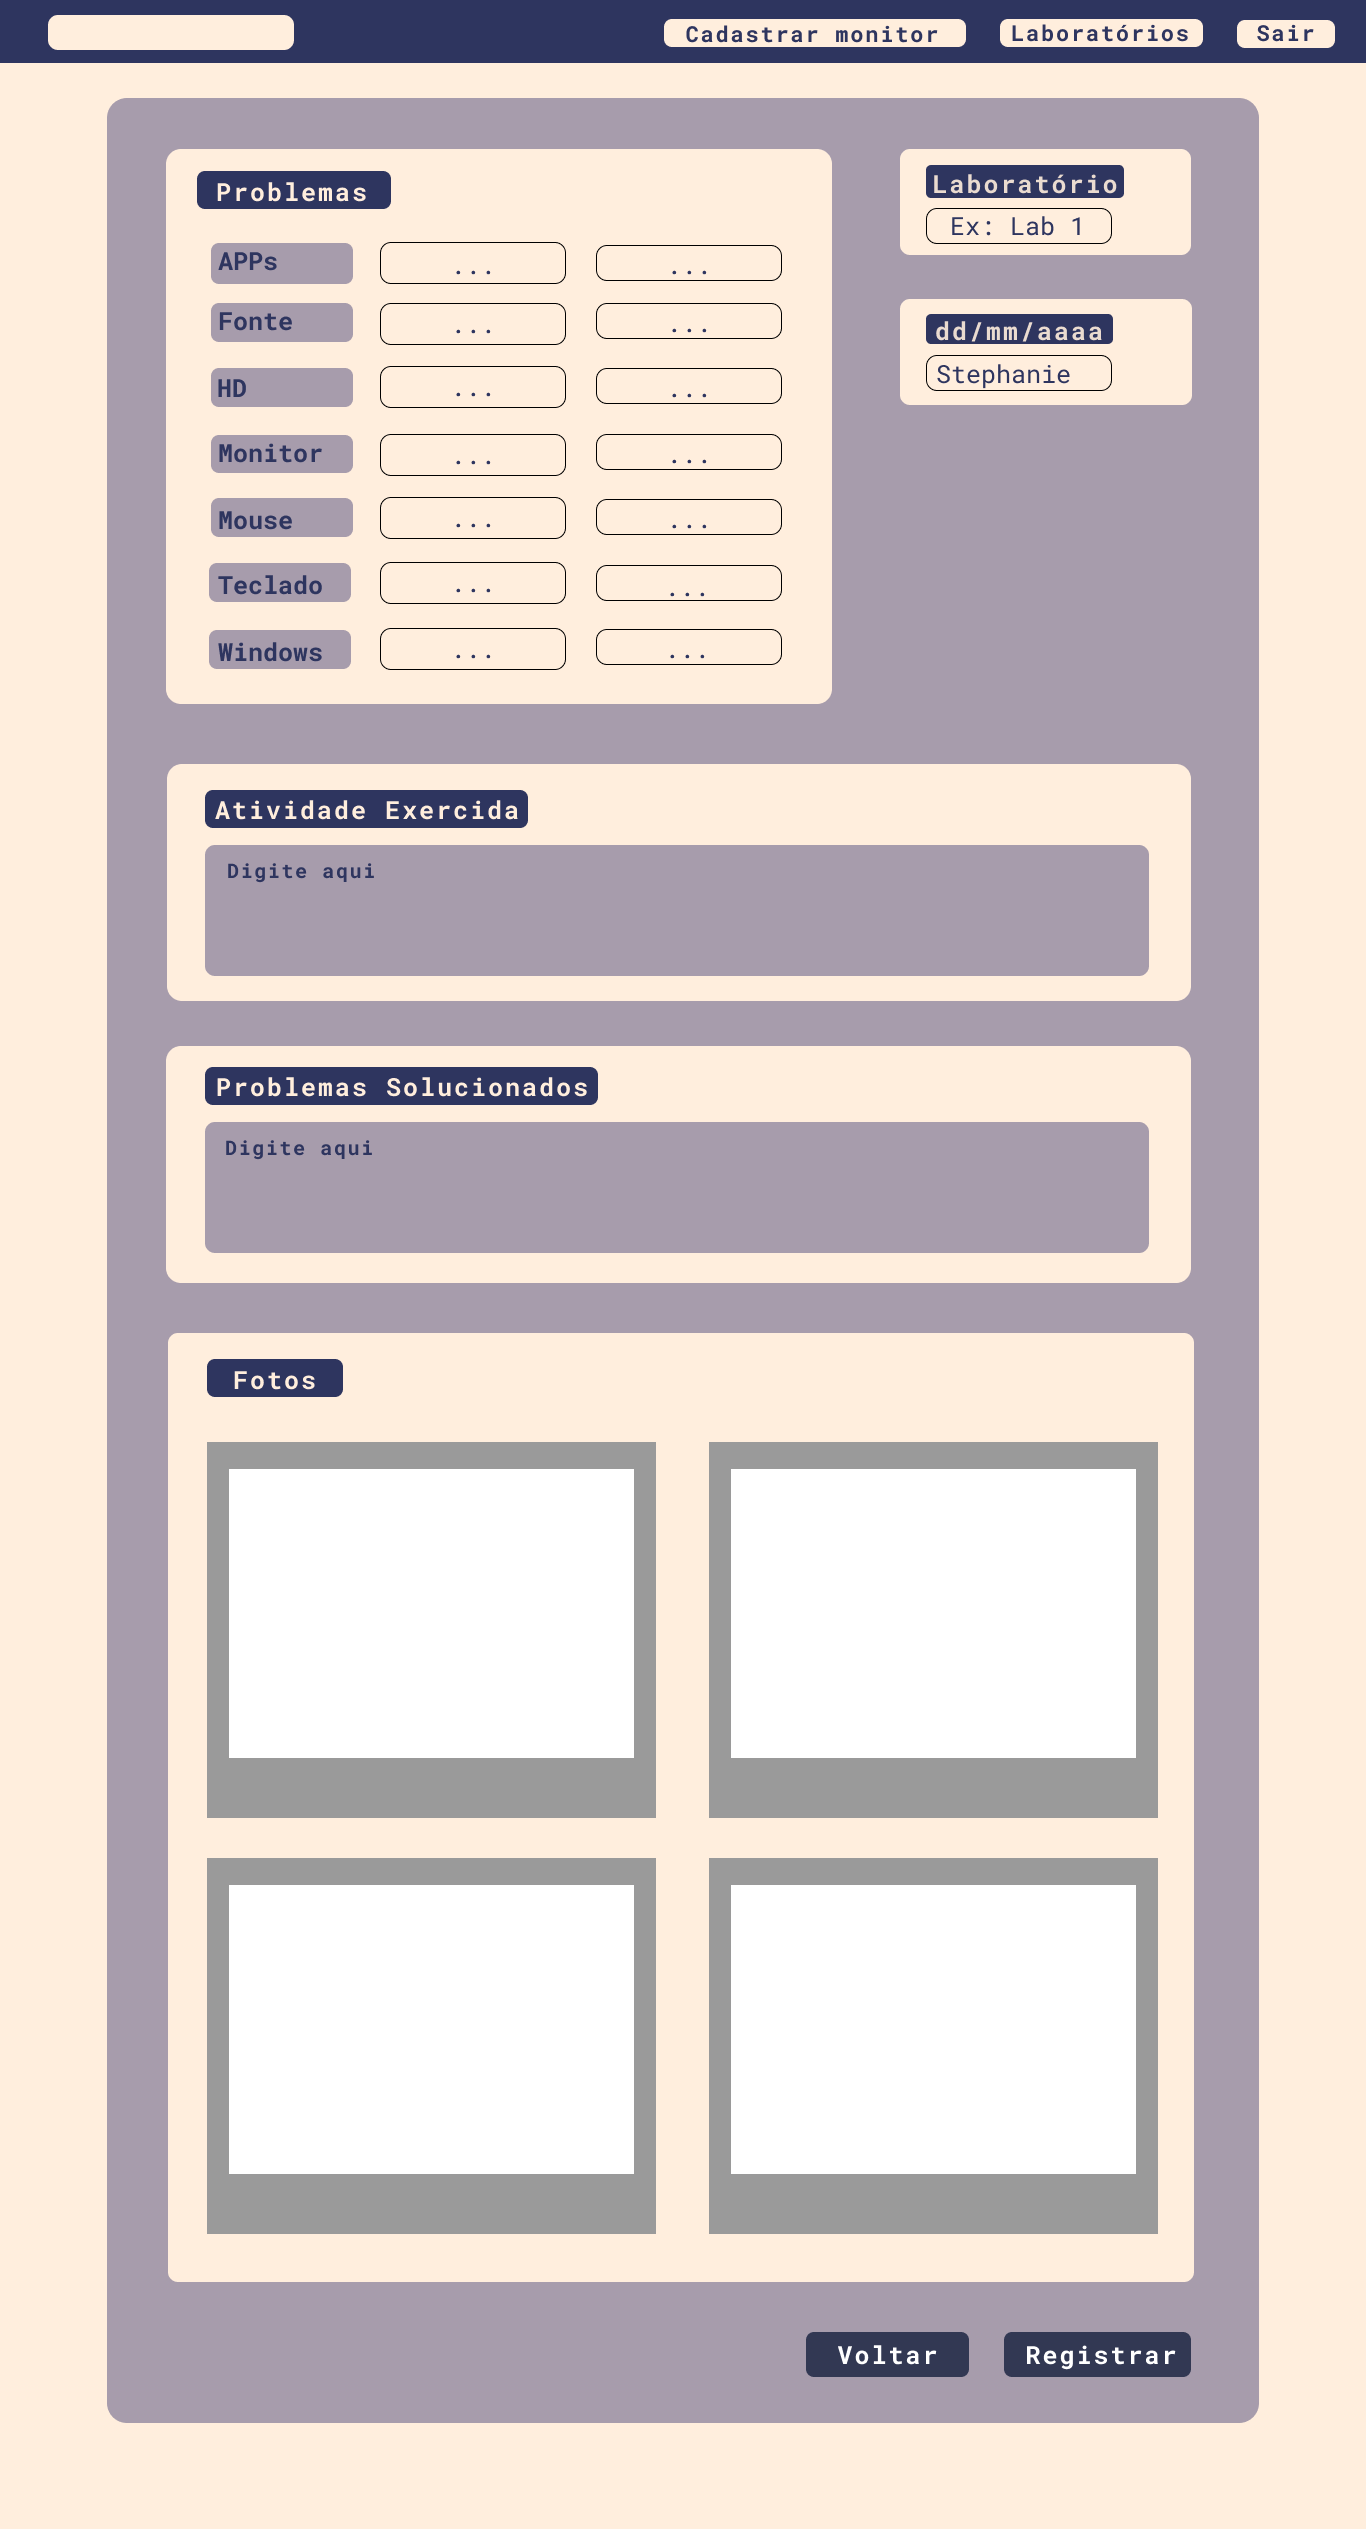 Cadastrar monitor Laboratórios Sair
Problemas
APPs ... ...
Fonte ... ...
HD ... ...
Monitor ... ...
Mouse ... ...
Teclado ... ...
Windows ... ...
Laboratório
Ex: Lab 1
dd/mm/aaaa
Stephanie
Atividade Exercida
Digite aqui
Problemas Solucionados
Digite aqui
Fotos
Voltar Registrar